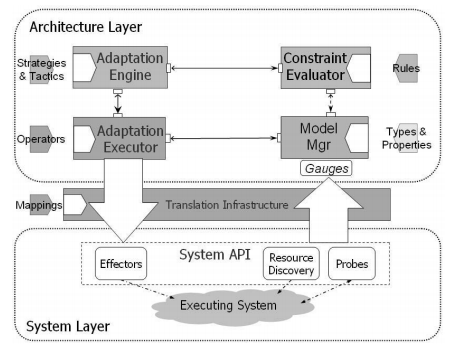 Architecture Layer
Strategies
& Tactics
Adaptation
Engine
Constraint
Evaluator
Rules
Operators
Adaptation
Executor
Model
Mgr
Types &
Properties
Gauges
Mappings
Translation Infrastructure
System API
Effectors
Resource
Discovery
Probes
Executing System
System Layer